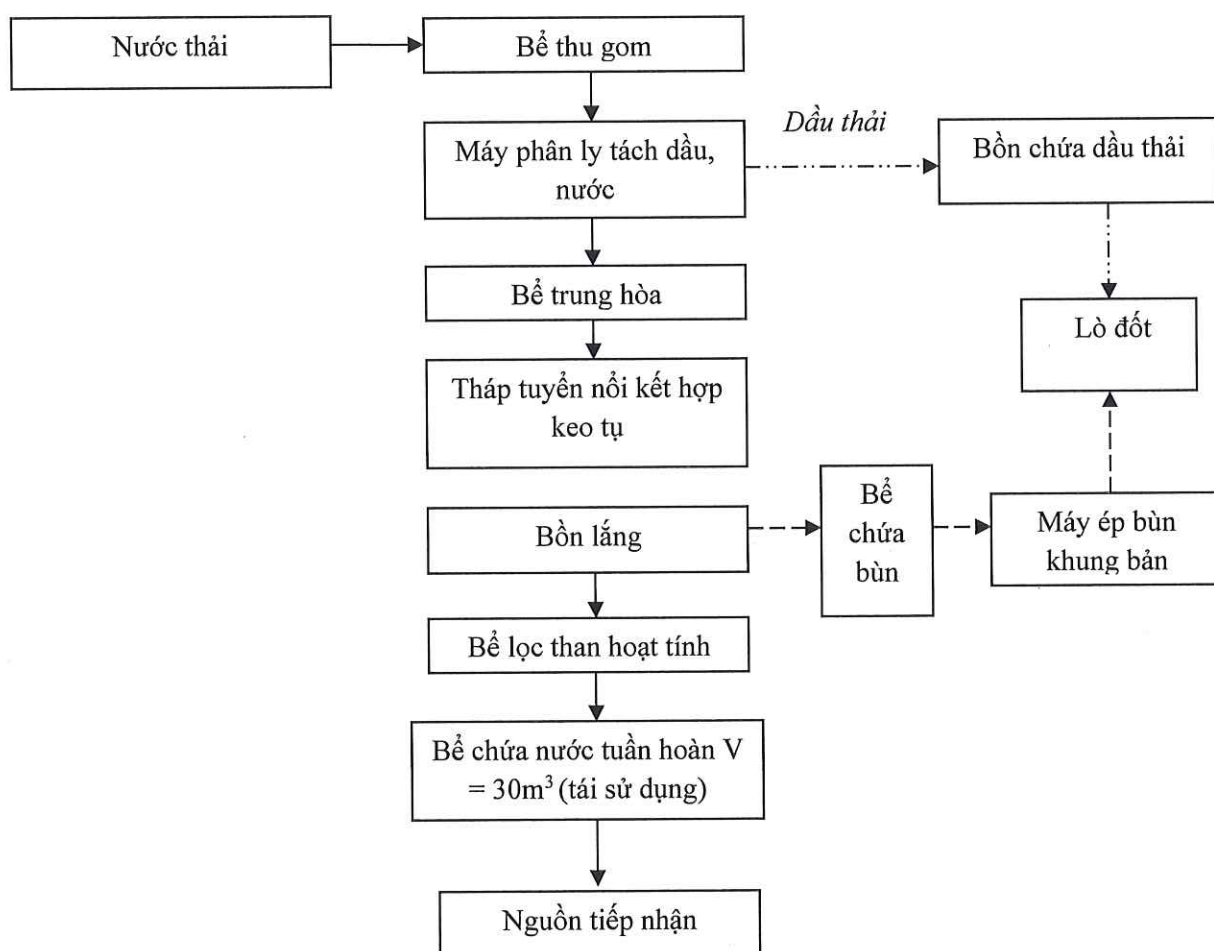 Nước thải
Bể thu gom
Máy phân ly tách dầu,
nước
Dầu thải
Bồn chứa dầu thải
Bể trung hòa
Lò đốt
Tháp tuyển nổi kết hợp
keo tụ
Bồn lắng
Bể
chứa
bùn
Máy ép bùn
khung bản
Bể lọc than hoạt tính
Bể chứa nước tuần hoàn V
= 30m³ (tái sử dụng)
Nguồn tiếp nhận